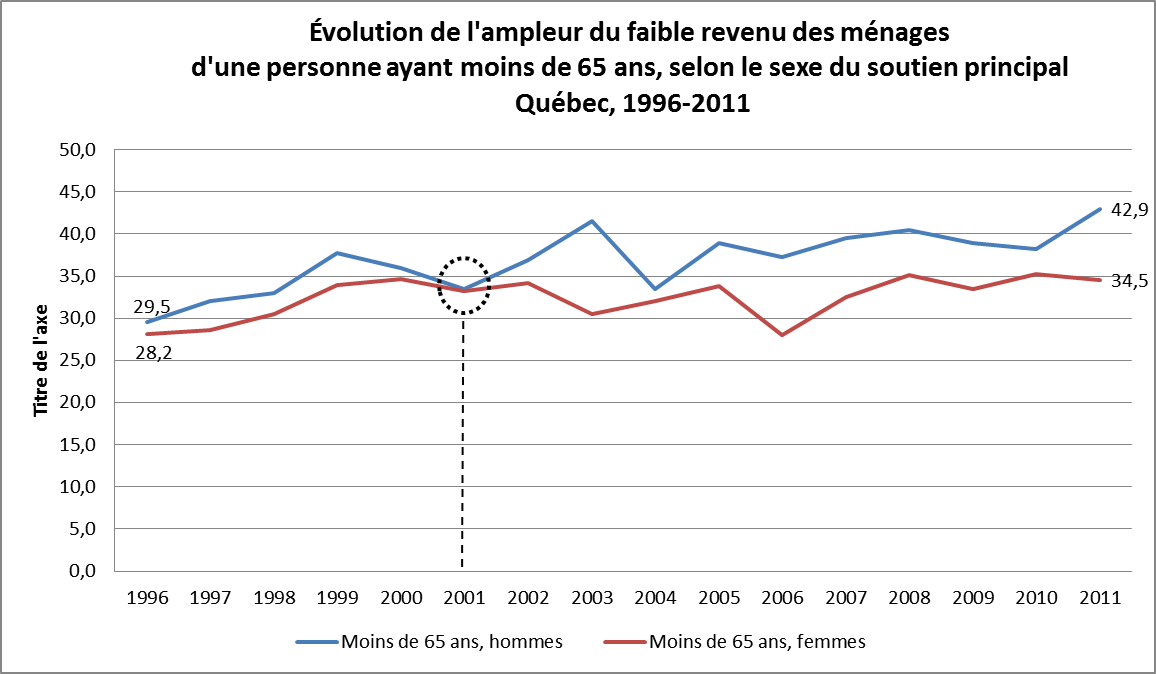 Évolution de l'ampleur du faible revenu des ménages
d'une personne ayant moins de 65 ans, selon le sexe du soutien principal
Québec, 1996-2011
50,0
45,0
40,0
35,0
30,0
25,0
20,0
15,0
10,0
5,0
0,0
Titre de l'axe
29,5
28,2
42,9
34,5
1996 1997 1998 1999 2000 2001 2002 2003 2004 2005 2006 2007 2008 2009 2010 2011
Moins de 65 ans, hommes Moins de 65 ans, femmes